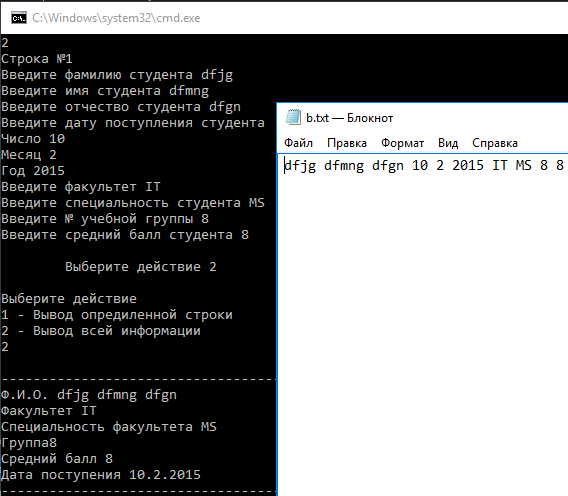 C:\Windows\system32\cmd.exe
2
Строка №1
Введите фамилию студента dfjg
Введите имя студента dfmng
Введите отчество студента dfgn
Введите дату поступления студента
Число 10
Месяц 2
Год 2015
Введите факультет IT
Введите специальность студента MS
Введите № учебной группы 8
Введите средний балл студента 8
Выберите действие 2
Выберите действие
1 - Вывод опредиленной строки
2 - Вывод всей информации
2
--------------------------------------
Ф.И.О. dfjg dfmng dfgn
Факультет IT
Специальность факультета MS
Группа8
Средний балл 8
Дата поступления 10.2.2015
--------------------------------------
b.txt — Блокнот
Файл Правка Формат Вид Справка
dfjg dfmng dfgn 10 2 2015 IT MS 8 8